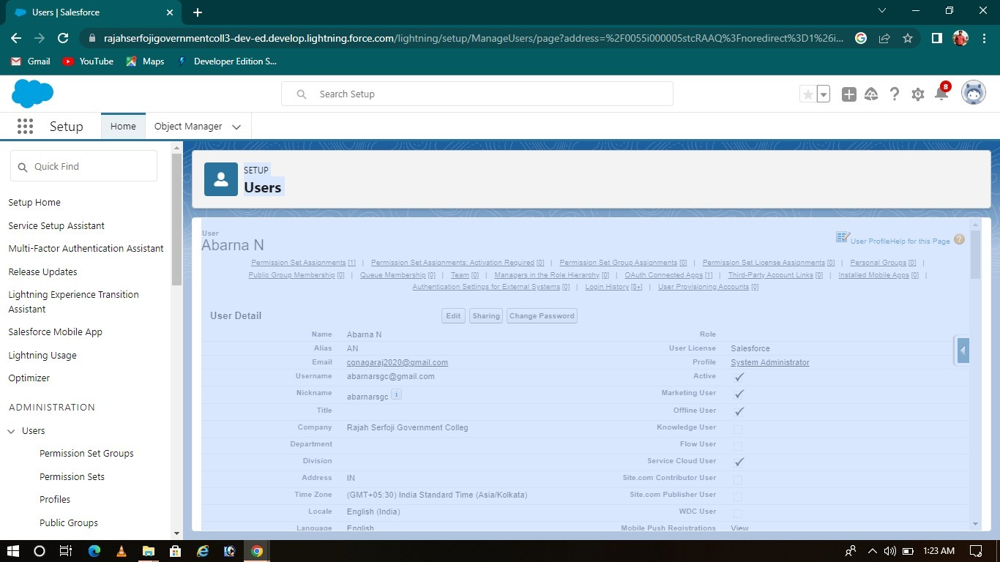 Users | Salesforce
rajahserfojigovernmentcoll3-dev-ed.develop.lightning.force.com/lightning/setup/ManageUsers/page?address=%2F0055i000005stcRAAQ%3Fnoredirect%3D1%26i...
Gmail YouTube Maps Developer Edition S...
Search Setup
8
Setup Home Object Manager
Quick Find
Setup Home
Service Setup Assistant
Multi-Factor Authentication Assistant
Release Updates
Lightning Experience Transition
Assistant
Salesforce Mobile App
Lightning Usage
Optimizer
ADMINISTRATION
Users
Permission Set Groups
Permission Sets
Profiles
Public Groups
SETUP
Users
User
Abarna N
User Profile Help for this Page ?
Permission Set Assignments [1] | Permission Set Assignments: Activation Required [0] | Permission Set Group Assignments [0] | Permission Set License Assignments [0] | Personal Groups [0] |
Public Group Membership [0] | Queue Membership [0] | Team [0] | Managers in the Role Hierarchy [0] | OAuth Connected Apps [1] | Third-Party Account Links [0] | Installed Mobile Apps [0] |
Authentication Settings for External Systems [0] | Login History [8+] | User Provisioning Accounts [0]
User Detail Edit Sharing Change Password
Name Abarna N Role
Alias AN User License Salesforce
Email cgnagaraj2020@gmail.com Profile System Administrator
Username abarnarsgc@gmail.com Active ✓
Nickname abarnarsgc i Marketing User ✓
Title Offline User ✓
Company Rajah Serfoji Government Colleg Knowledge User
Department Flow User
Division Service Cloud User ✓
Address IN Site.com Contributor User
Time Zone (GMT+05:30) India Standard Time (Asia/Kolkata) Site.com Publisher User
Locale English (India) WDC User
Language English Mobile Push Registrations View
1:23 AM